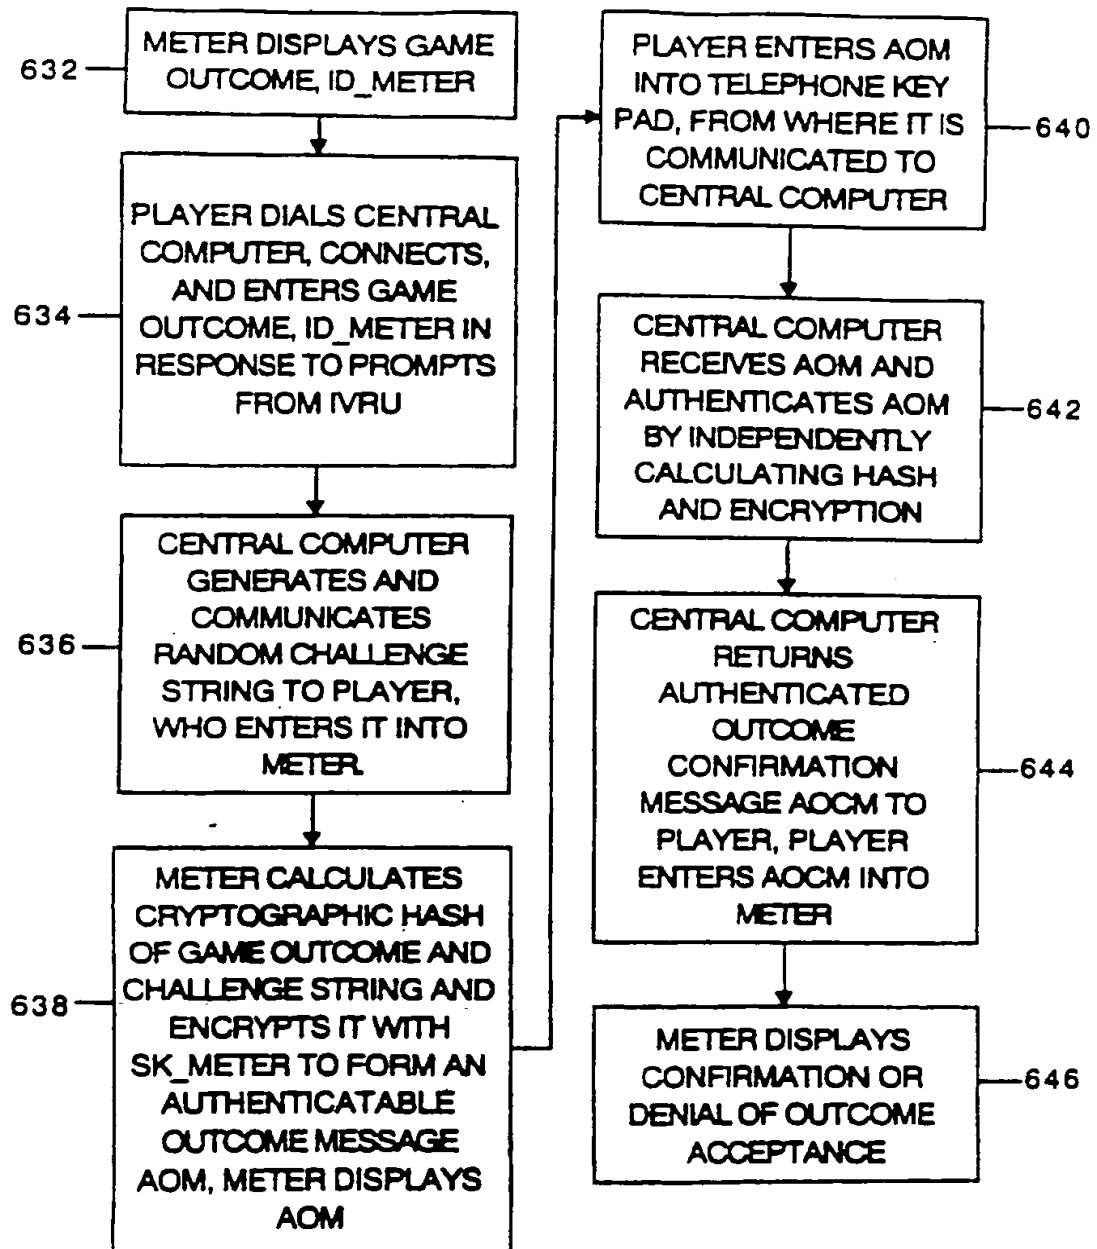 METER DISPLAYS GAME
OUTCOME, ID_METER
632
PLAYER DIALS CENTRAL
COMPUTER, CONNECTS,
AND ENTERS GAME
OUTCOME, ID_METER IN
RESPONSE TO PROMPTS
FROM IVRU
634
CENTRAL COMPUTER
GENERATES AND
COMMUNICATES
RANDOM CHALLENGE
STRING TO PLAYER,
WHO ENTERS IT INTO
METER.
636
METER CALCULATES
CRYPTOGRAPHIC HASH
OF GAME OUTCOME AND
CHALLENGE STRING AND
ENCRYPTS IT WITH
SK_METER TO FORM AN
AUTHENTICATABLE
OUTCOME MESSAGE
AOM, METER DISPLAYS
AOM
638
PLAYER ENTERS AOM
INTO TELEPHONE KEY
PAD, FROM WHERE IT IS
COMMUNICATED TO
CENTRAL COMPUTER
640
CENTRAL COMPUTER
RECEIVES AOM AND
AUTHENTICATES AOM
BY INDEPENDENTLY
CALCULATING HASH
AND ENCRYPTION
642
CENTRAL COMPUTER
RETURNS
AUTHENTICATED
OUTCOME
CONFIRMATION
MESSAGE AOCM TO
PLAYER, PLAYER
ENTERS AOCM INTO
METER
644
METER DISPLAYS
CONFIRMATION OR
DENIAL OF OUTCOME
ACCEPTANCE
646